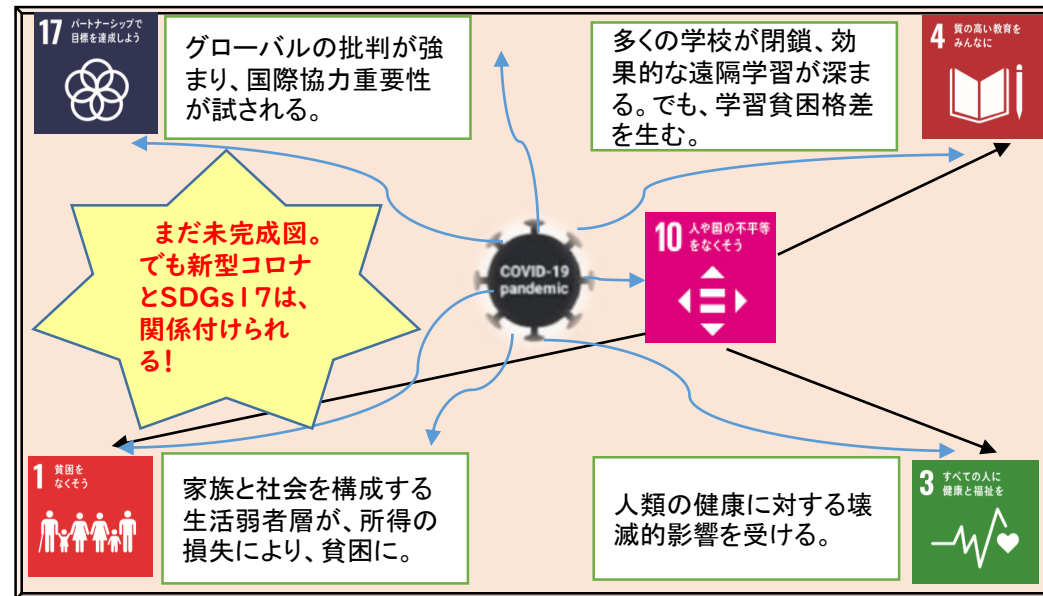 17 パートナーシップで
目標を達成しよう
グローバルの批判が強
まり、国際協力重要性
が試される。
多くの学校が閉鎖、効
果的な遠隔学習が深ま
る。でも、学習貧困格差
を生む。
4 質の高い教育を
みんなに
まだ未完成図。
でも新型コロナ
とSDGs17は、
関係付けられ
る!
COVID-19
pandemic
10 人や国の不平等
をなくそう
1 貧困を
なくそう
家族と社会を構成する
生活弱者層が、所得の
損失により、貧困に。
人類の健康に対する壊
滅的影響を受ける。
3 すべての人に
健康と福祉を